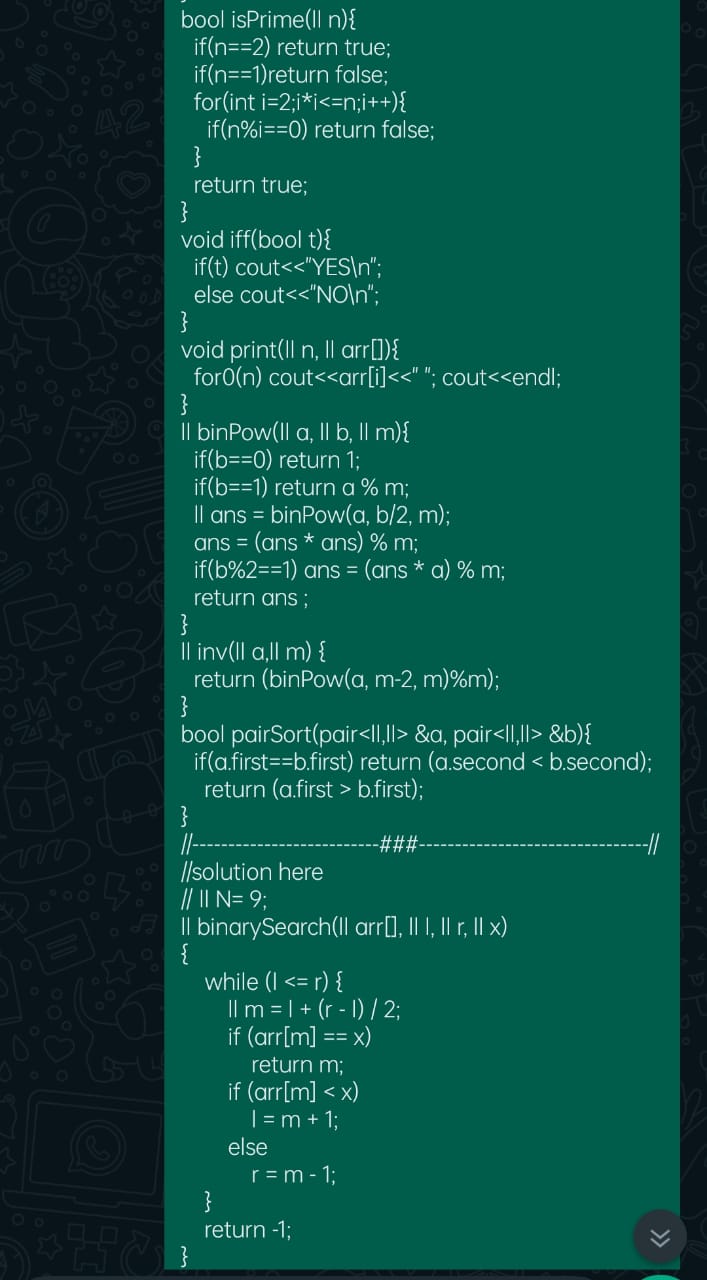 bool isPrime(ll n){
if(n==2) return true;
if(n==1)return false;
for(int i=2;i*i<=n;i++){
if(n%i==0) return false;
}
return true;
}
void iff(bool t){
if(t) cout<<"YES\n";
else cout<<"NO\n";
}
void print(ll n, ll arr[]){
for0(n) cout<<arr[i]<<" "; cout<<endl;
}
ll binPow(ll a, ll b, ll m){
if(b==0) return 1;
if(b==1) return a % m;
ll ans = binPow(a, b/2, m);
ans = (ans * ans) % m;
if(b%2==1) ans = (ans * a) % m;
return ans ;
}
ll inv(ll a,ll m) {
return (binPow(a, m-2, m)%m);
}
bool pairSort(pair<ll,ll> &a, pair<ll,ll> &b){
if(a.first==b.first) return (a.second < b.second);
return (a.first > b.first);
}
//--------------------------###--------------------------------//
//solution here
// ll N= 9;
ll binarySearch(ll arr[], ll l, ll r, ll x)
{
while (l <= r) {
ll m = l + (r - l) / 2;
if (arr[m] == x)
return m;
if (arr[m] < x)
l = m + 1;
else
r = m - 1;
}
return -1;
}